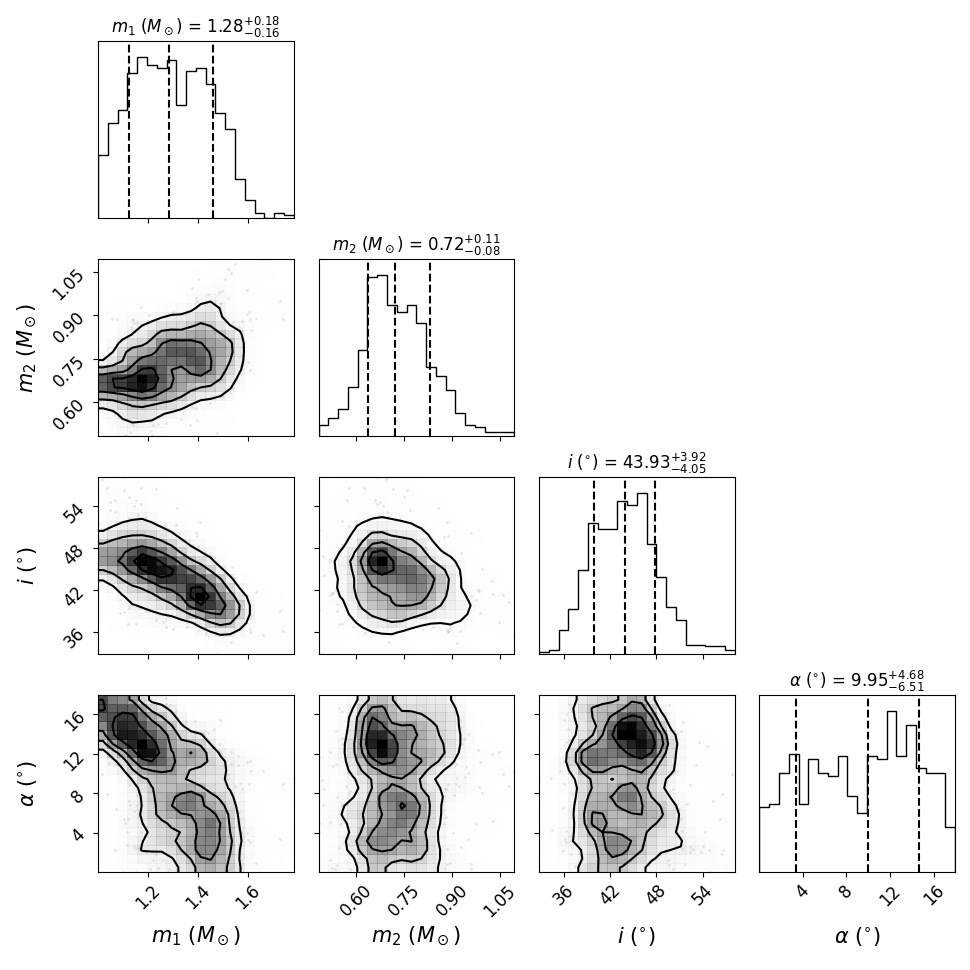 m₁ (M⊙) = 1.28+0.18−0.16
m₂ (M⊙) = 0.72+0.11−0.08
m₂ (M⊙)
1.05
0.90
0.75
0.60
i (°) = 43.93+3.92−4.05
i (°)
54
48
42
36
α (°) = 9.95+4.68−6.51
α (°)
16
12
8
4
1.2 1.4 1.6
0.60 0.75 0.90 1.05
36 42 48 54
4 8 12 16
m₁ (M⊙) m₂ (M⊙) i (°) α (°)